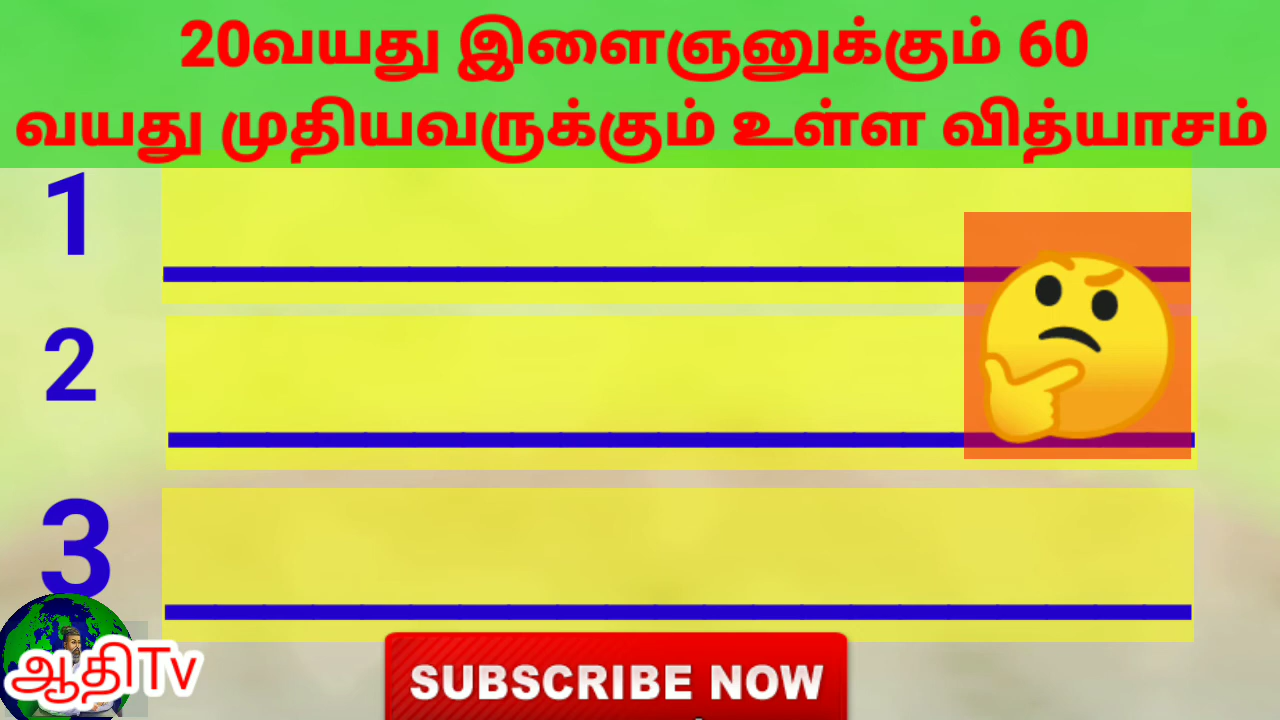 20வயது இளைஞனுக்கும் 60
வயது முதியவருக்கும் உள்ள வித்யாசம்
1
2
3
ஆதிTv
SUBSCRIBE NOW